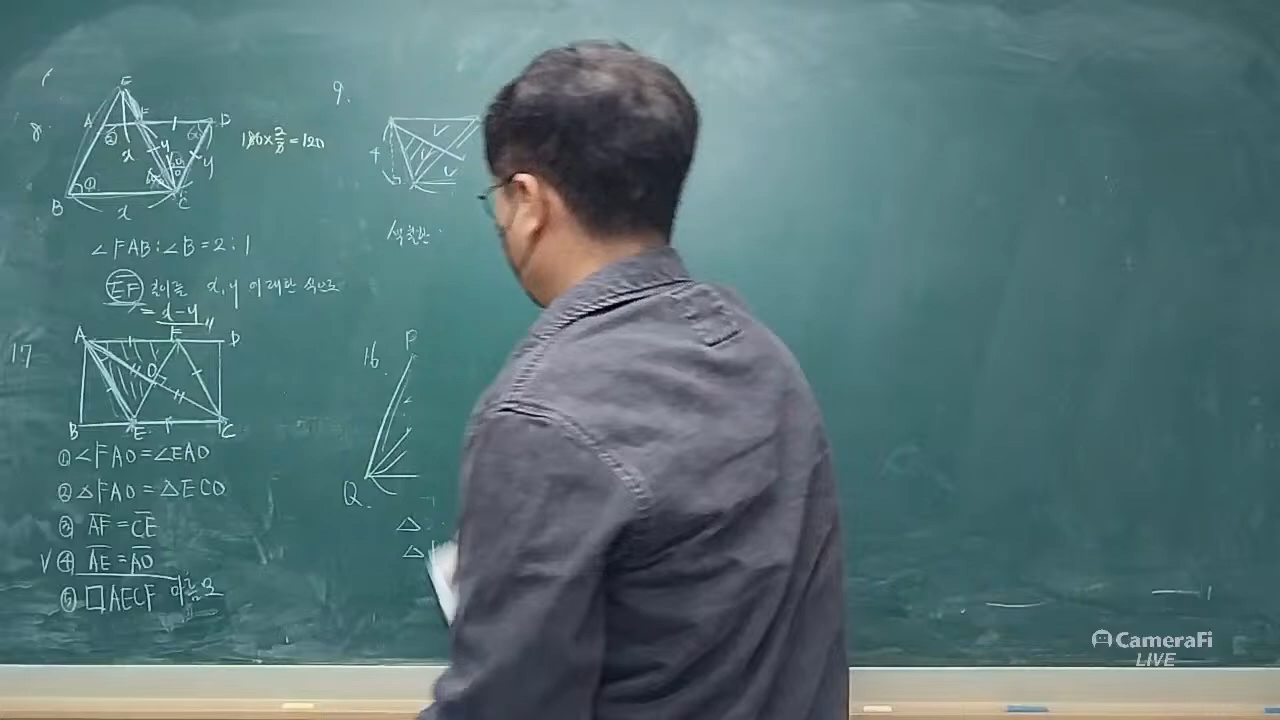 8.
E
A
F
D
x
y
y
B
x
C
180×2/3=120
∠FAB:∠B=2:1
EF 길이를 x,y 에 대한 식으로
= x-y
9.
4
색칠한
17
A
F
D
O
B
E
C
① ∠FAO=∠EAO
② △FAO=△ECO
③ AF=CE
V ④ AE=AO
⑤ □AECF 마름모
16.
P
Q
△
△
CameraFi
LIVE